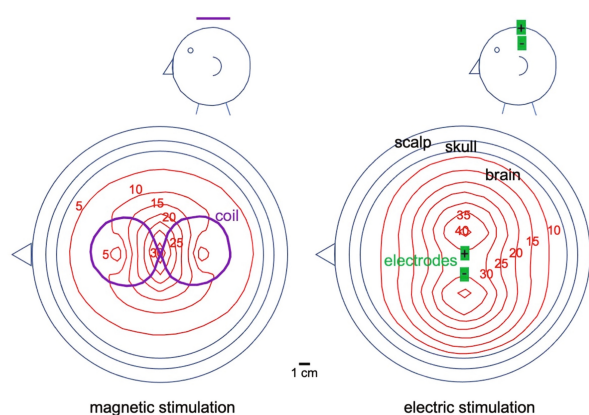 +
-
scalp
skull
brain
10
5
15
20
coil
25
35
5
35
40
10
15
20
25
30
electrodes
+
-
1 cm
magnetic stimulation
electric stimulation